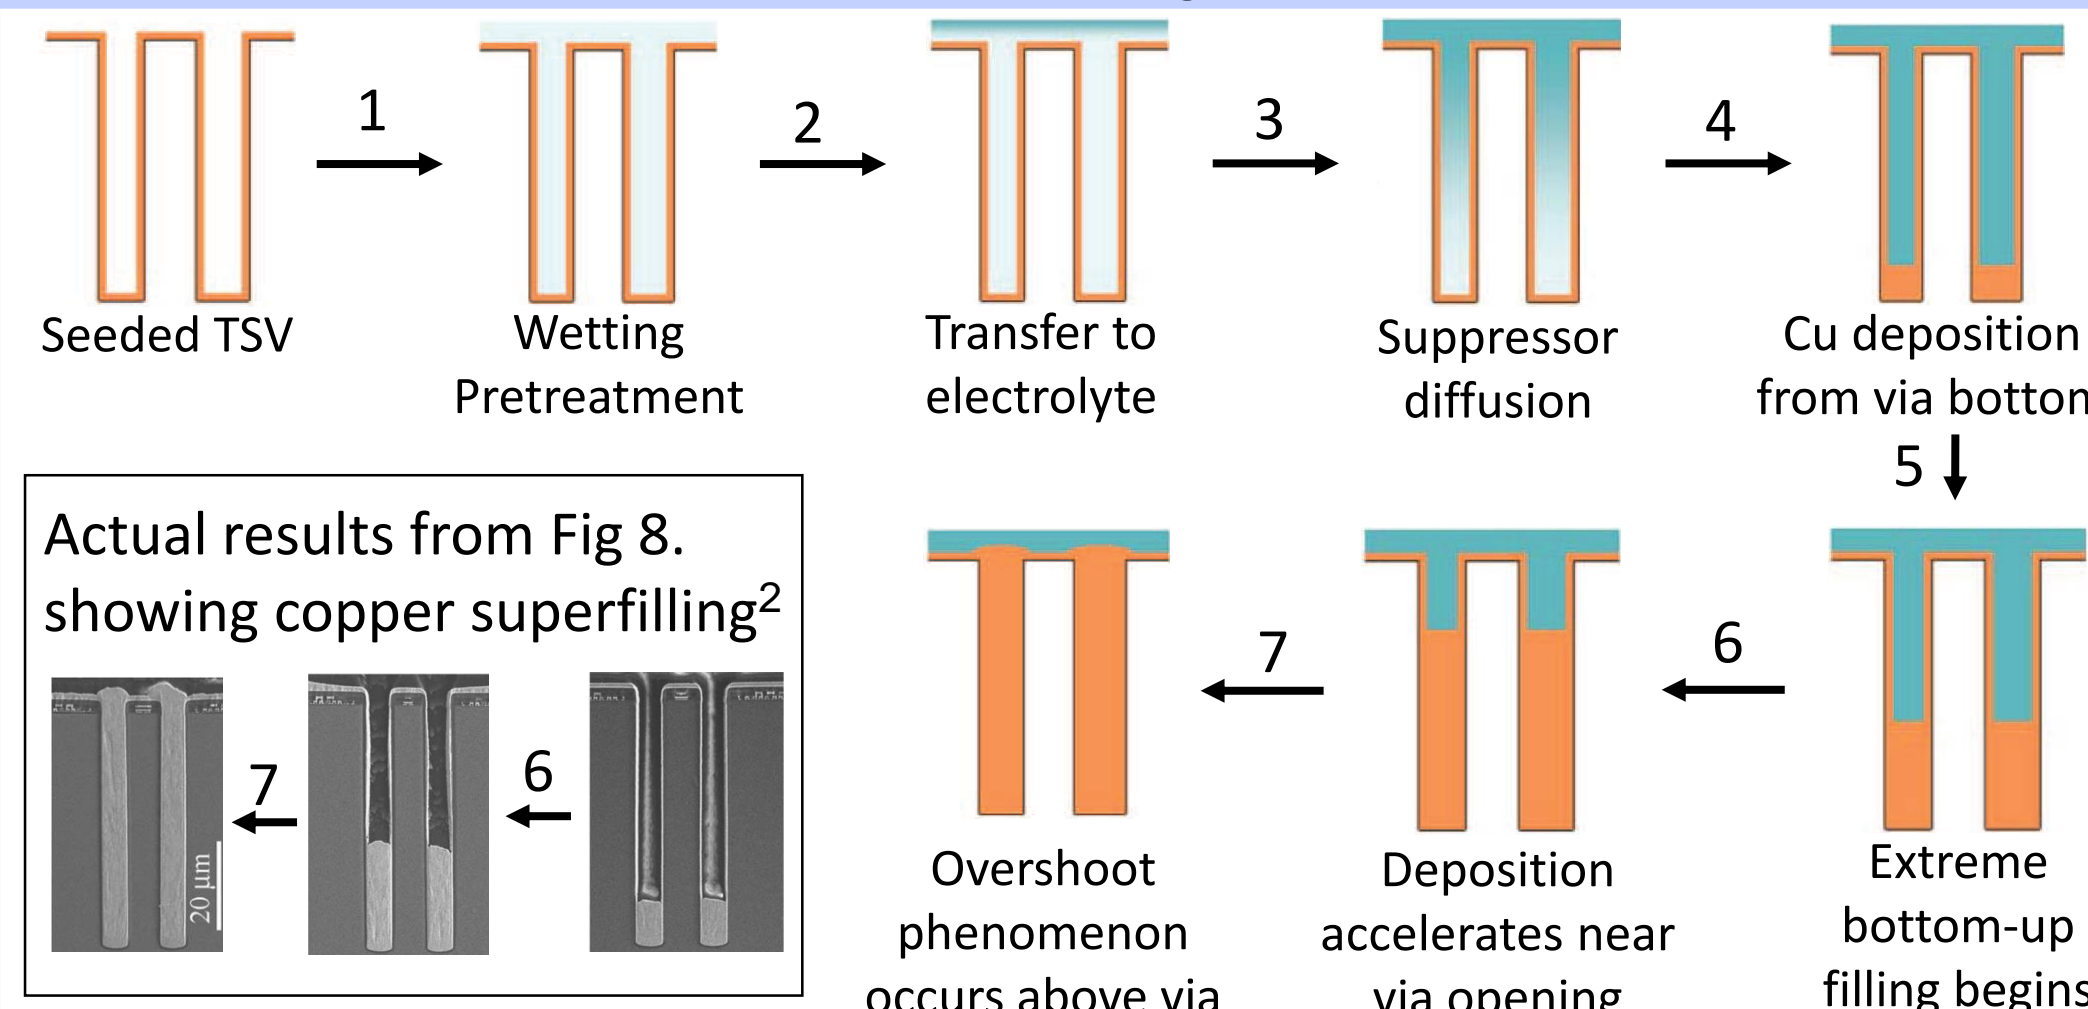 1
2
3
4
Seeded TSV
Wetting
Pretreatment
Transfer to
electrolyte
Suppressor
diffusion
Cu deposition
from via bottom
5
Actual results from Fig 8.
showing copper superfilling²
7
6
20 µm
7
6
Overshoot
phenomenon
occurs above via
Deposition
accelerates near
via opening
Extreme
bottom-up
filling begins